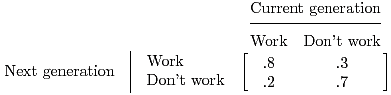 Current generation
Work Don't work
Work .8 .3
Next generation
Don't work .2 .7